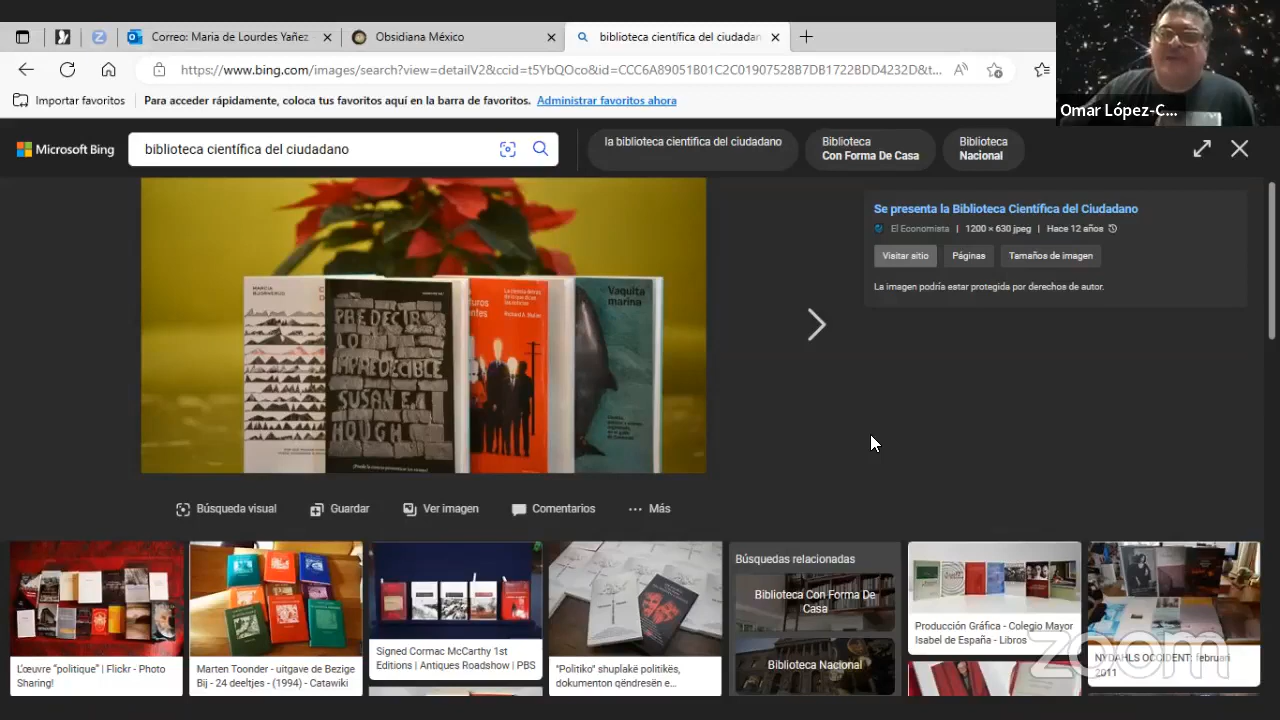 Correo: Maria de Lourdes Yañez
Obsidiana México
biblioteca científica del ciudadan
https://www.bing.com/images/search?view=detailV2&ccid=t5YbQOco&id=CCC6A89051B01C2C01907528B7DB1722BDD4232D&t...
Importar favoritos
Para acceder rápidamente, coloca tus favoritos aquí en la barra de favoritos. Administrar favoritos ahora
Omar López-C...
Microsoft Bing
biblioteca científica del ciudadano
la biblioteca científica del ciudadano
Biblioteca
Con Forma De Casa
Biblioteca
Nacional
PREDECIR
LO
IMPREDECIBLE
SUSAN E.
HOUGH
Richard A. Muller
Vaquita
marina
Se presenta la Biblioteca Científica del Ciudadano
El Economista | 1200 × 630 jpeg | Hace 12 años
Visitar sitio
Páginas
Tamaños de imagen
La imagen podría estar protegida por derechos de autor.
Búsqueda visual
Guardar
Ver imagen
Comentarios
Más
L'œuvre "politique" | Flickr - Photo
Sharing!
Marten Toonder - uitgave de Bezige
Bij - 24 deeltjes - (1994) - Catawiki
Signed Cormac McCarthy 1st
Editions | Antiques Roadshow | PBS
"Politiko" shuplakë politikës,
dokumenton qëndresën e...
Búsquedas relacionadas
Biblioteca Con Forma De
Casa
Biblioteca Nacional
Producción Gráfica - Colegio Mayor
Isabel de España - Libros
NYDAHLS OCCIDENT: februari
2011
zoom